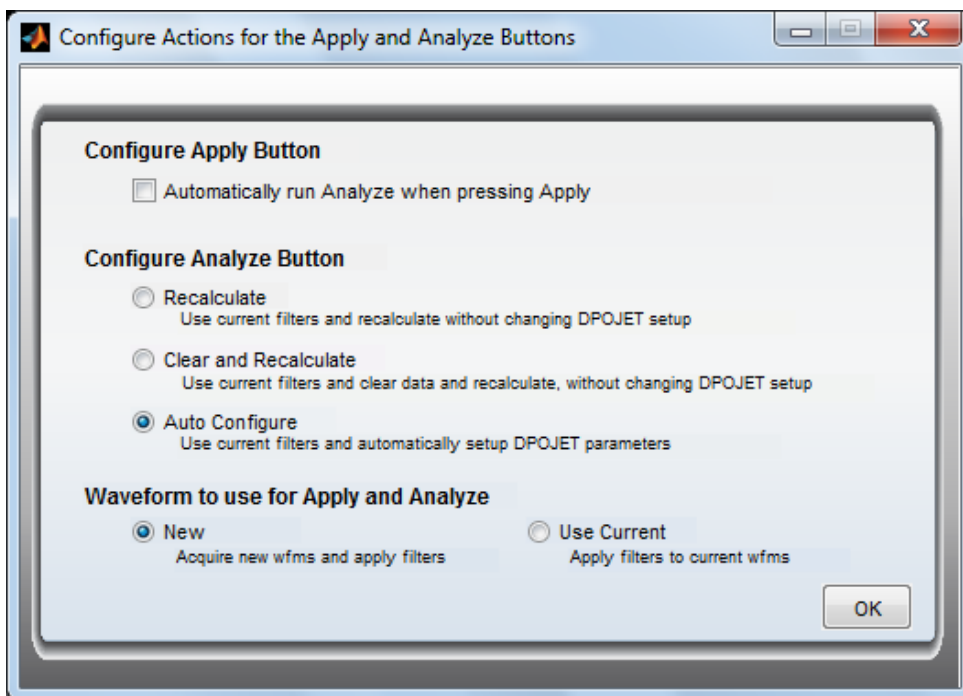 Configure Actions for the Apply and Analyze Buttons
Configure Apply Button
Automatically run Analyze when pressing Apply
Configure Analyze Button
Recalculate
Use current filters and recalculate without changing DPOJET setup
Clear and Recalculate
Use current filters and clear data and recalculate, without changing DPOJET setup
Auto Configure
Use current filters and automatically setup DPOJET parameters
Waveform to use for Apply and Analyze
New
Use Current
Acquire new wfms and apply filters
Apply filters to current wfms
OK